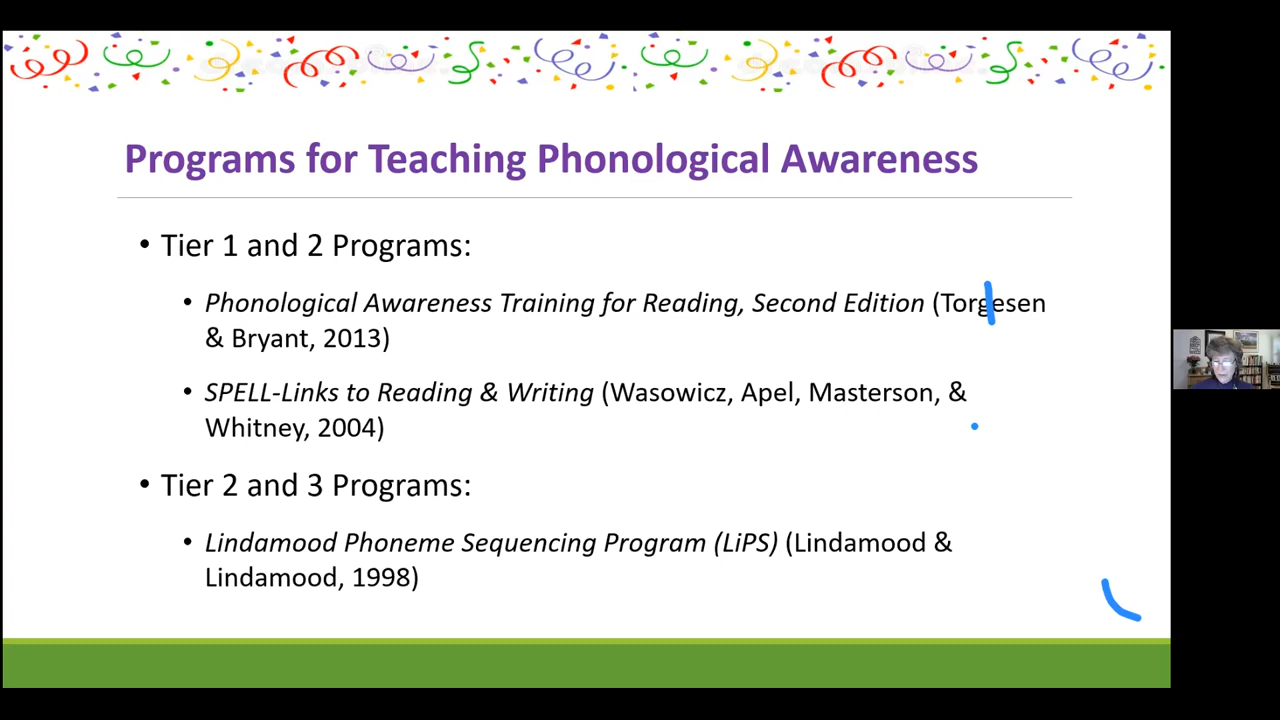 Programs for Teaching Phonological Awareness
• Tier 1 and 2 Programs:
• Phonological Awareness Training for Reading, Second Edition (Torgesen
& Bryant, 2013)
• SPELL-Links to Reading & Writing (Wasowicz, Apel, Masterson, &
Whitney, 2004)
• Tier 2 and 3 Programs:
• Lindamood Phoneme Sequencing Program (LiPS) (Lindamood &
Lindamood, 1998)